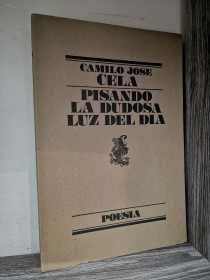 CAMILO JOSE
CELA
PISANDO
LA DUDOSA
LUZ DEL DIA
POESIA